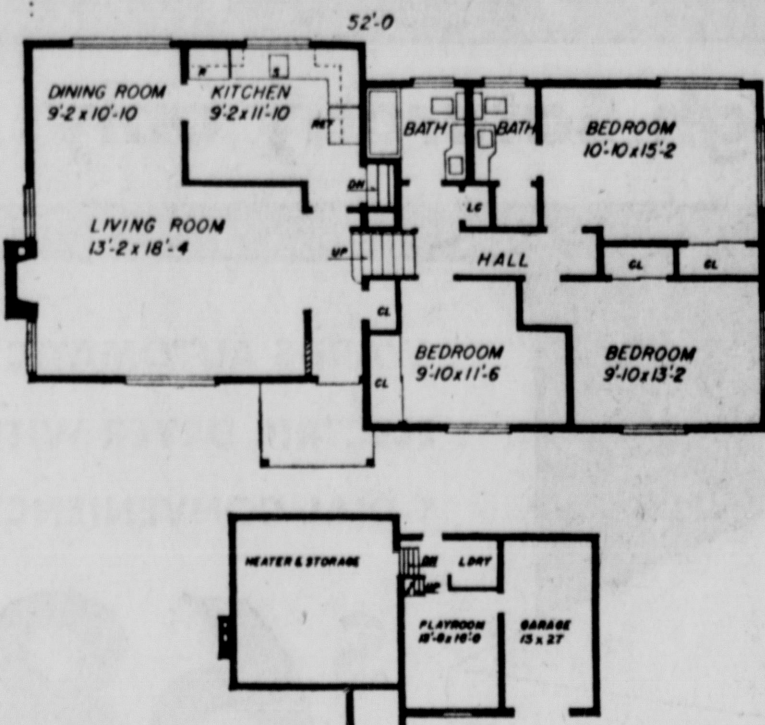 52'-0
DINING ROOM
9'-2 x 10'-10
KITCHEN
9'-2 x 11'-10
R
S
REF
BATH
BATH
BEDROOM
10'-10 x 15'-2
DN
LC
LIVING ROOM
13'-2 x 18'-4
UP
HALL
CL
CL
CL
BEDROOM
9'-10 x 11'-6
BEDROOM
9'-10 x 13'-2
CL
HEATER & STORAGE
DN
LDRY
UP
PLAYROOM
GARAGE
13 x 27